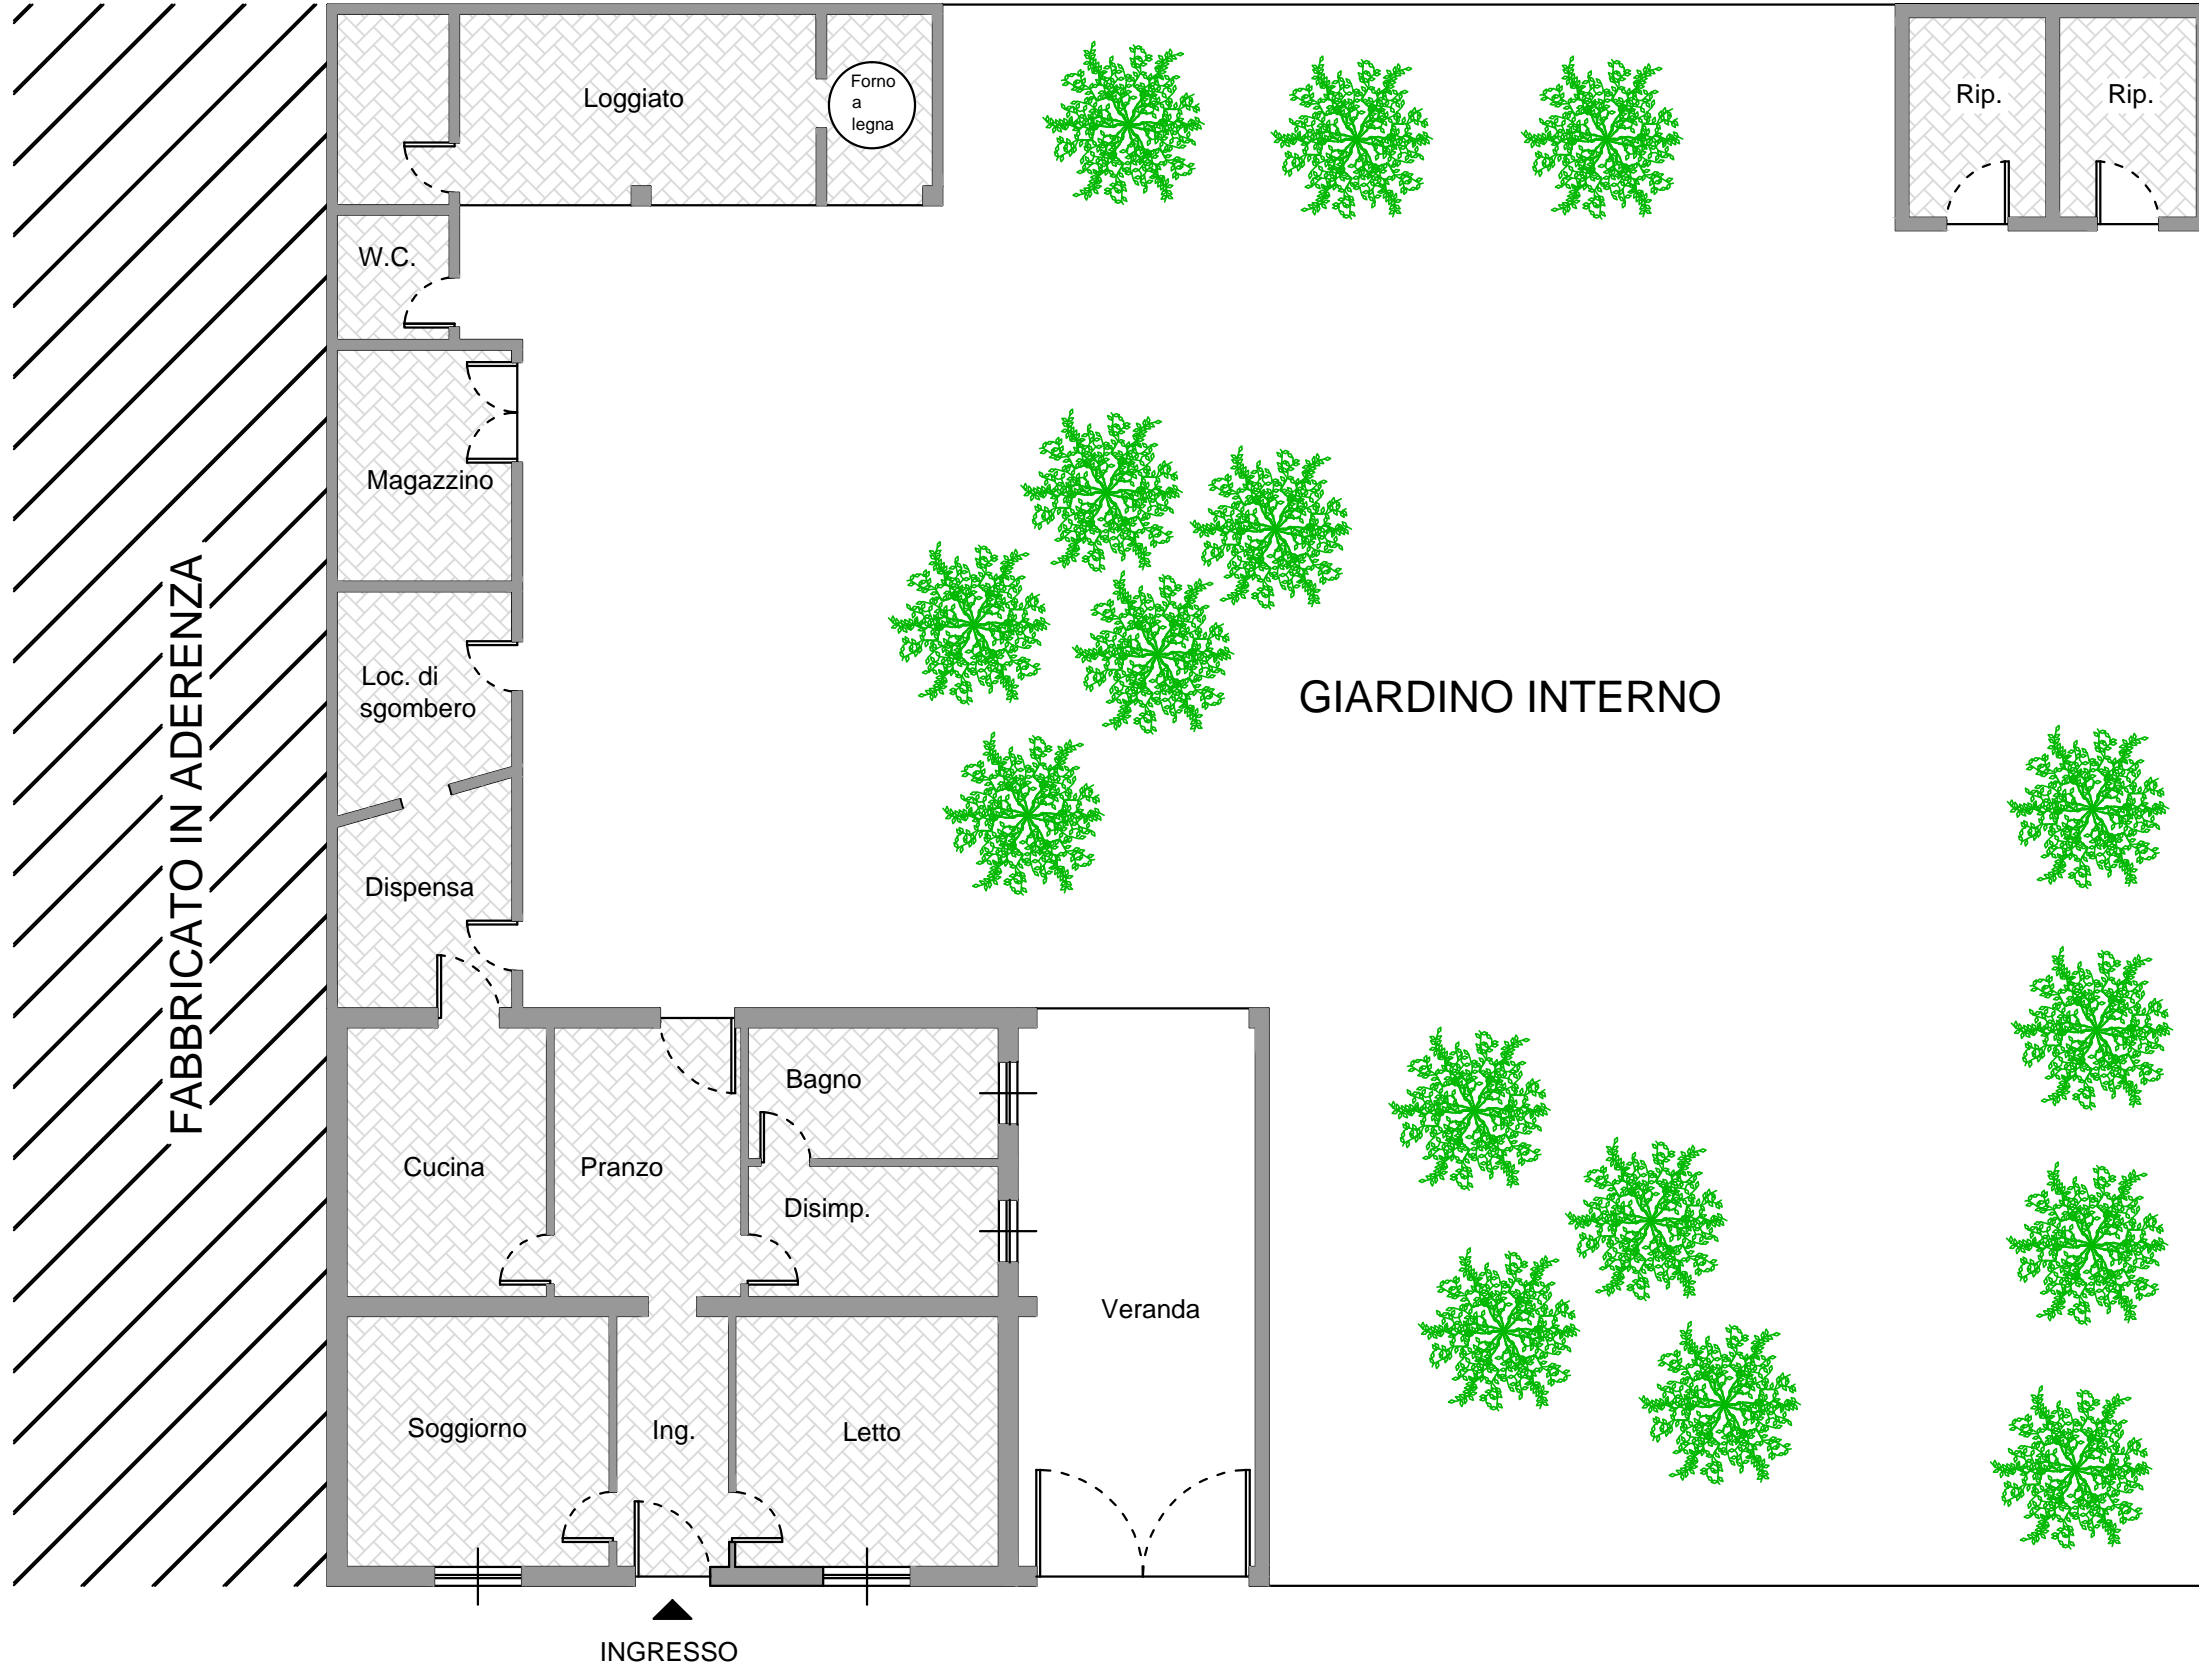 Loggiato
Forno
a
legna
Rip.
Rip.
W.C.
Magazzino
Loc. di
sgombero
GIARDINO INTERNO
FABBRICATO IN ADERENZA
Dispensa
Bagno
Cucina
Pranzo
Disimp.
Veranda
Soggiorno
Ing.
Letto
INGRESSO